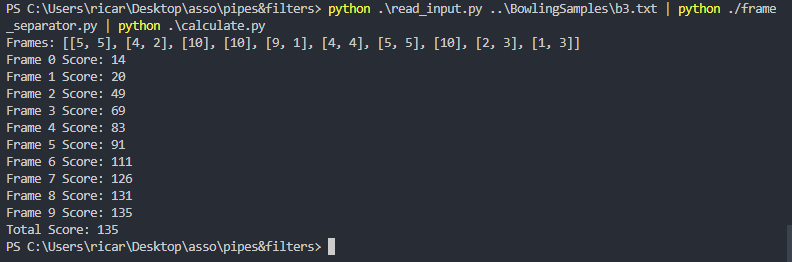 PS C:\Users\ricar\Desktop\asso\pipes&filters> python .\read_input.py ..\BowlingSamples\b3.txt | python ./frame
_separator.py | python .\calculate.py
Frames: [[5, 5], [4, 2], [10], [10], [9, 1], [4, 4], [5, 5], [10], [2, 3], [1, 3]]
Frame 0 Score: 14
Frame 1 Score: 20
Frame 2 Score: 49
Frame 3 Score: 69
Frame 4 Score: 83
Frame 5 Score: 91
Frame 6 Score: 111
Frame 7 Score: 126
Frame 8 Score: 131
Frame 9 Score: 135
Total Score: 135
PS C:\Users\ricar\Desktop\asso\pipes&filters>